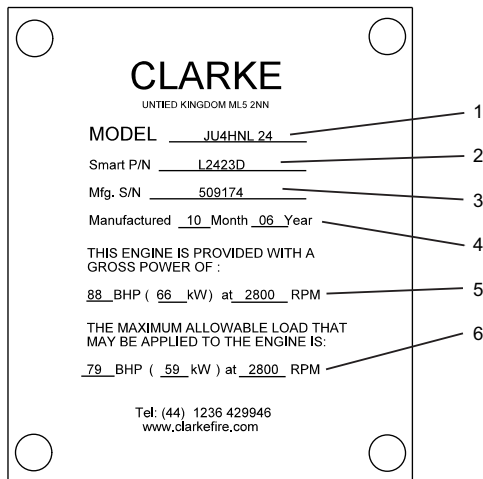 CLARKE
UNTIED KINGDOM ML5 2NN
MODEL JU4HNL 24 1
Smart P/N L2423D 2
Mfg. S/N 509174 3
Manufactured 10 Month 06 Year 4
THIS ENGINE IS PROVIDED WITH A
GROSS POWER OF :
88 BHP ( 66 kW) at 2800 RPM 5
THE MAXIMUM ALLOWABLE LOAD THAT
MAY BE APPLIED TO THE ENGINE IS:
79 BHP ( 59 kW ) at 2800 RPM 6
Tel: (44) 1236 429946
www.clarkefire.com